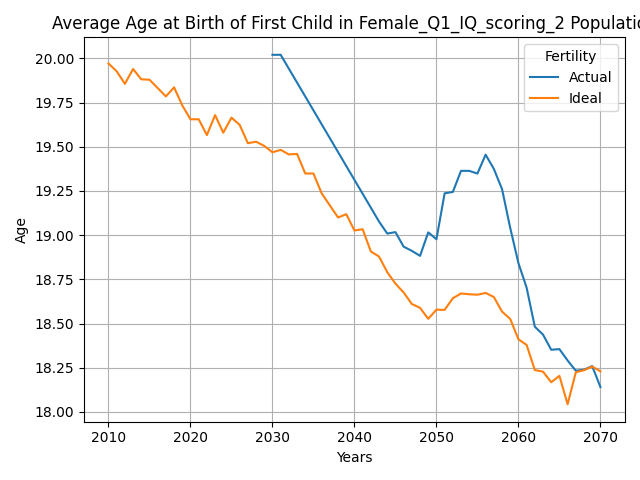 Average Age at Birth of First Child in Female_Q1_IQ_scoring_2 Populatio
Fertility
Actual
Ideal
20.00
19.75
19.50
19.25
19.00
18.75
18.50
18.25
18.00
Age
2010 2020 2030 2040 2050 2060 2070
Years